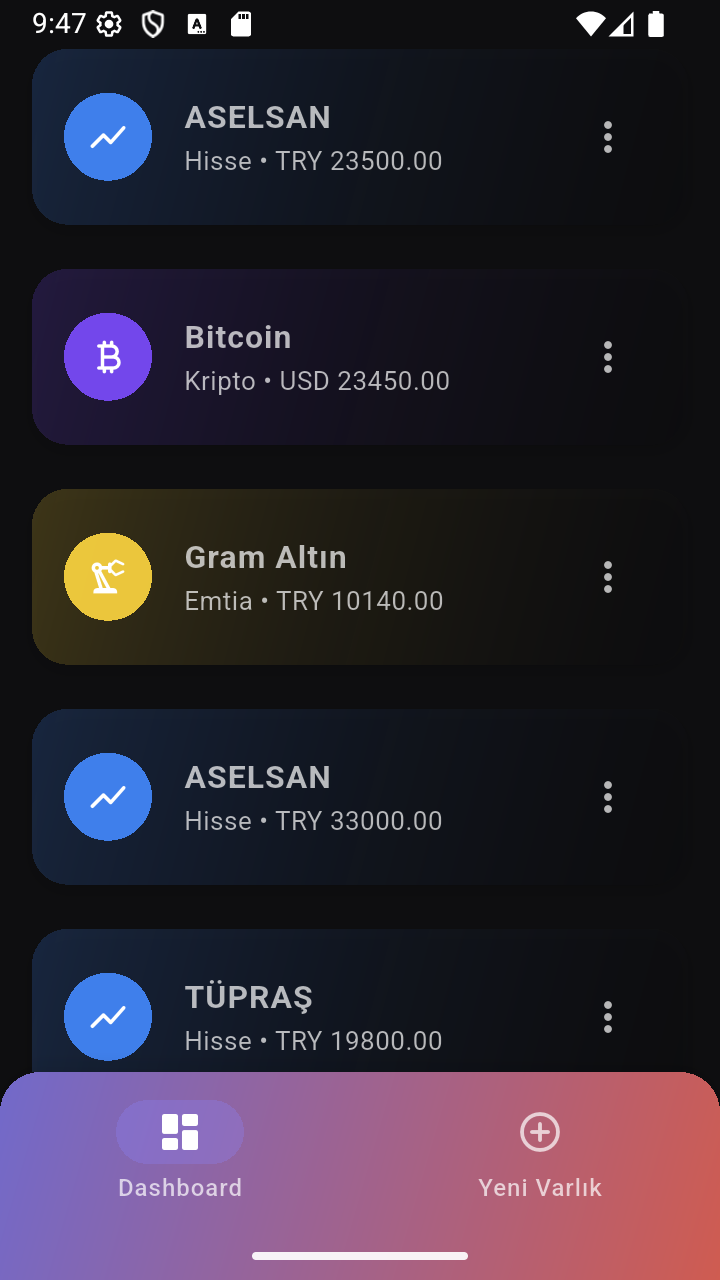 9:47
ASELSAN
Hisse • TRY 23500.00
Bitcoin
Kripto • USD 23450.00
Gram Altın
Emtia • TRY 10140.00
ASELSAN
Hisse • TRY 33000.00
TÜPRAŞ
Hisse • TRY 19800.00
Dashboard
Yeni Varlık